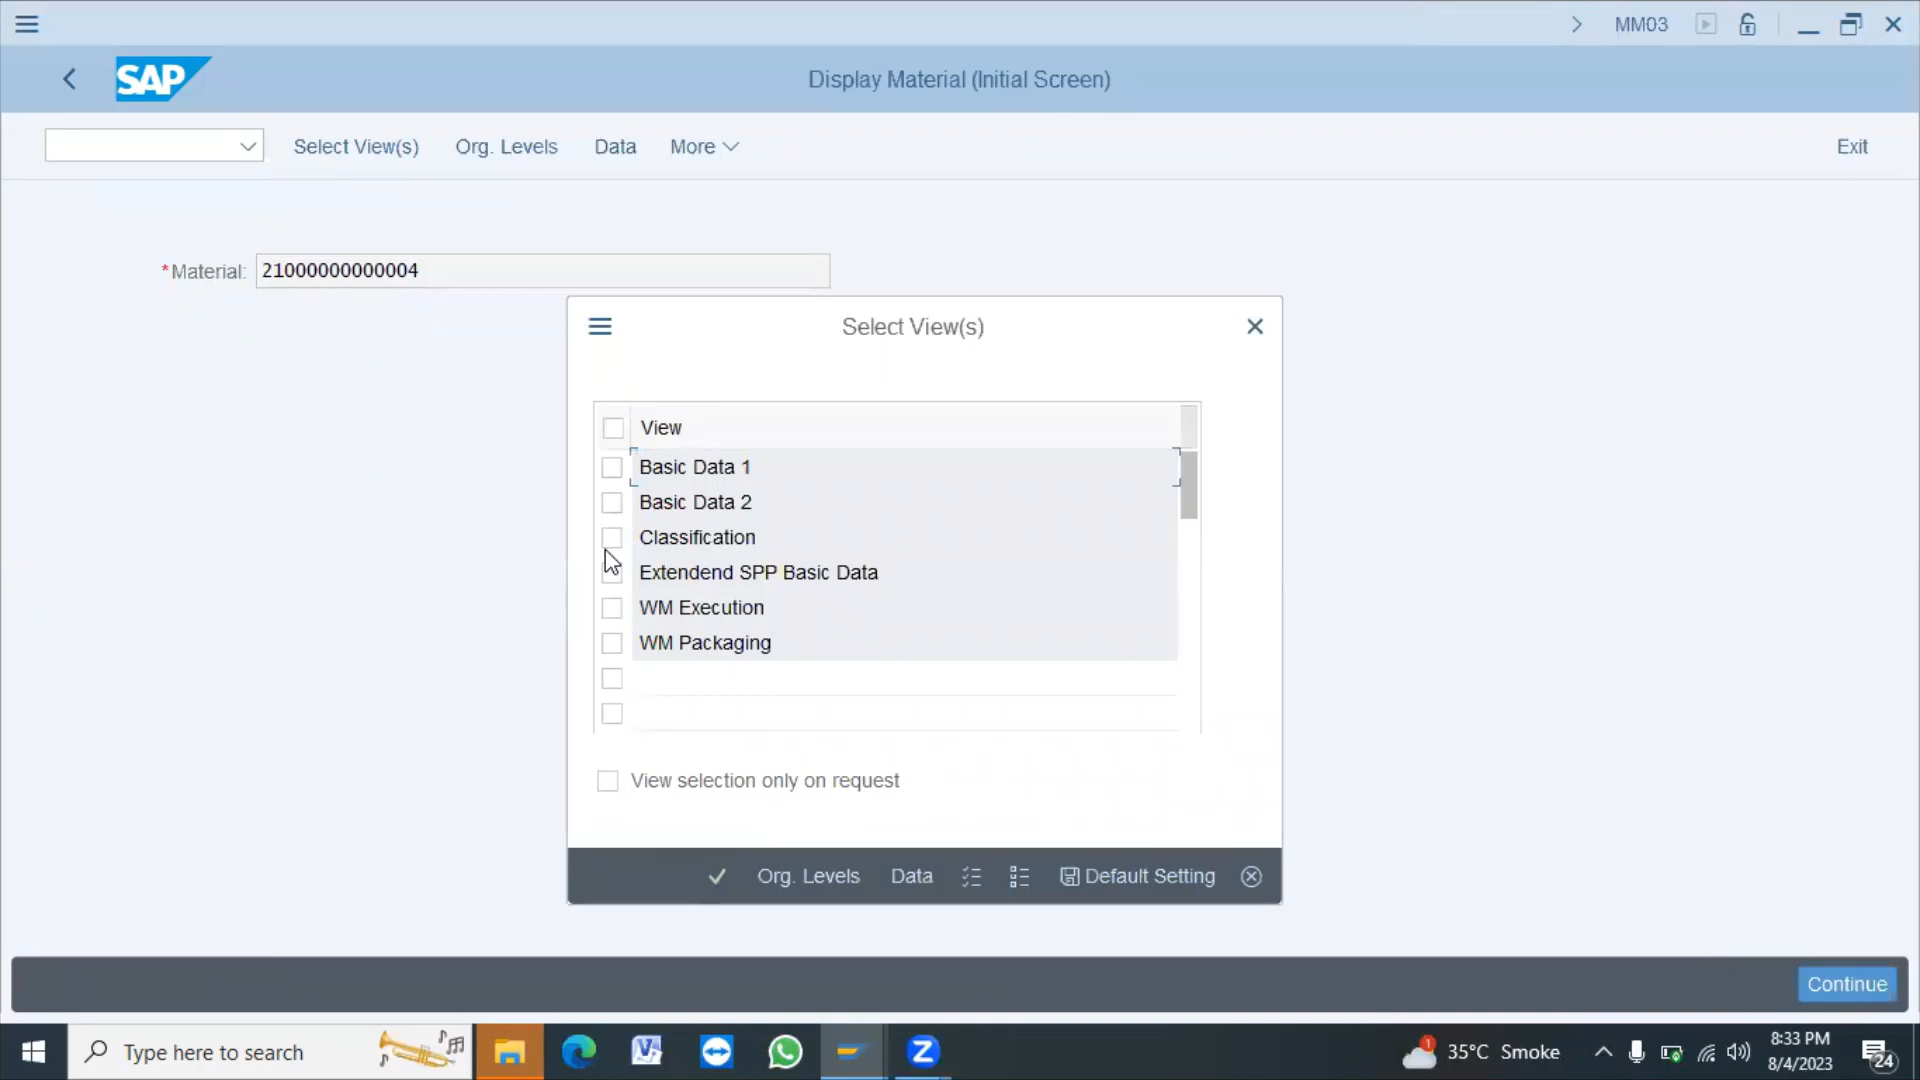 MM03
SAP
Display Material (Initial Screen)
Select View(s)
Org. Levels
Data
More
Exit
*Material:
21000000000004
Select View(s)
View
Basic Data 1
Basic Data 2
Classification
Extendend SPP Basic Data
WM Execution
WM Packaging
View selection only on request
Org. Levels
Data
Default Setting
Continue
Type here to search
1
35°C Smoke
8:33 PM
8/4/2023
24